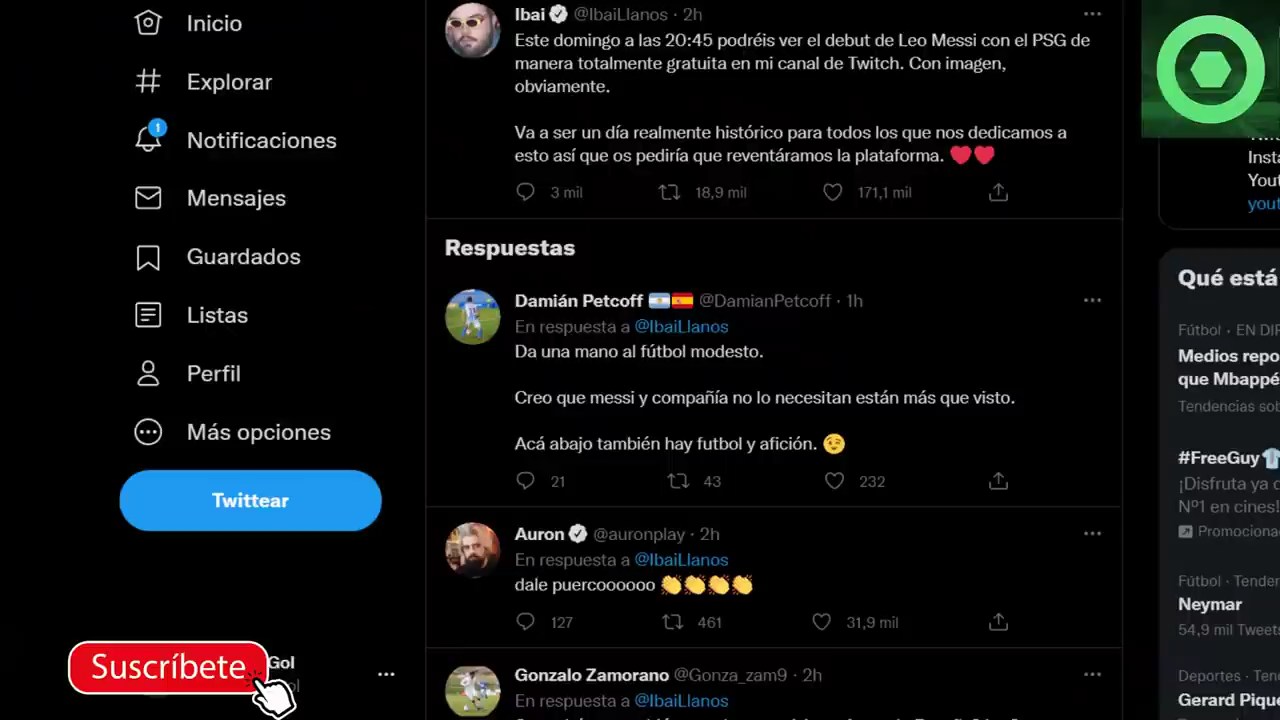 Inicio
Explorar
1
Notificaciones
Mensajes
Guardados
Listas
Perfil
Más opciones
Twittear
Suscríbete
Gol
Ibai @IbaiLlanos · 2h
Este domingo a las 20:45 podréis ver el debut de Leo Messi con el PSG de
manera totalmente gratuita en mi canal de Twitch. Con imagen,
obviamente.
Va a ser un día realmente histórico para todos los que nos dedicamos a
esto así que os pediría que reventáramos la plataforma. ❤️❤️
3 mil 18,9 mil 171,1 mil
Respuestas
Damián Petcoff 🇦🇷🇪🇸 @DamianPetcoff · 1h
En respuesta a @IbaiLlanos
Da una mano al fútbol modesto.
Creo que messi y compañía no lo necesitan están más que visto.
Acá abajo también hay futbol y afición. 😉
21 43 232
Auron @auronplay · 2h
En respuesta a @IbaiLlanos
dale puercoooooo 👏👏👏👏
127 461 31,9 mil
Gonzalo Zamorano @Gonza_zam9 · 2h
En respuesta a @IbaiLlanos
Insta
Yout
yout
Qué está
Fútbol · EN DIR
Medios repo
que Mbappé
Tendencias sob
#FreeGuy
¡Disfruta ya d
Nº1 en cines!
Promociona
Fútbol · Tender
Neymar
54,9 mil Tweets
Deportes · Ten
Gerard Pique